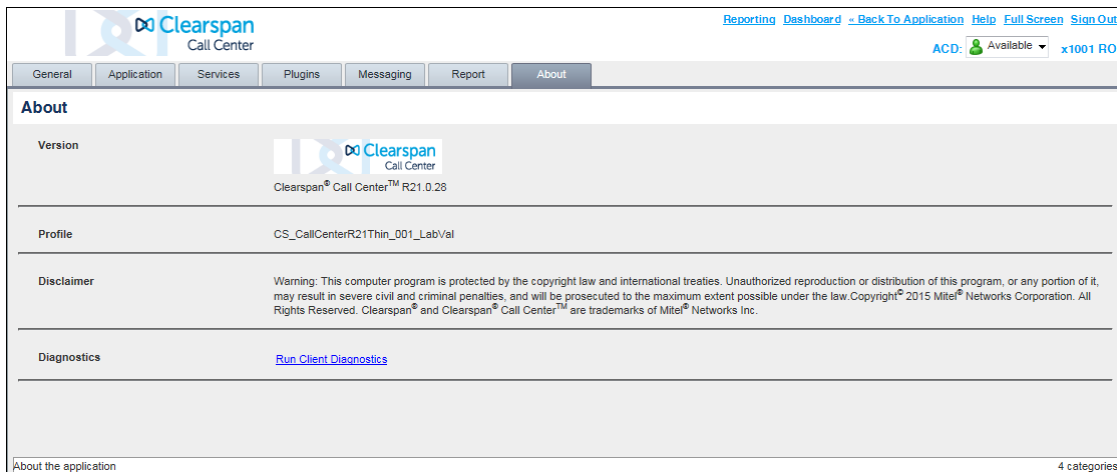 Clearspan
Call Center
Reporting Dashboard « Back To Application Help Full Screen Sign Out
ACD: Available x1001 RO
General Application Services Plugins Messaging Report About
About
Version
Clearspan
Call Center
Clearspan® Call Center™ R21.0.28
Profile CS_CallCenterR21Thin_001_LabVal
Disclaimer Warning: This computer program is protected by the copyright law and international treaties. Unauthorized reproduction or distribution of this program, or any portion of it,
may result in severe civil and criminal penalties, and will be prosecuted to the maximum extent possible under the law.Copyright© 2015 Mitel® Networks Corporation. All
Rights Reserved. Clearspan® and Clearspan® Call Center™ are trademarks of Mitel® Networks Inc.
Diagnostics Run Client Diagnostics
About the application 4 categories